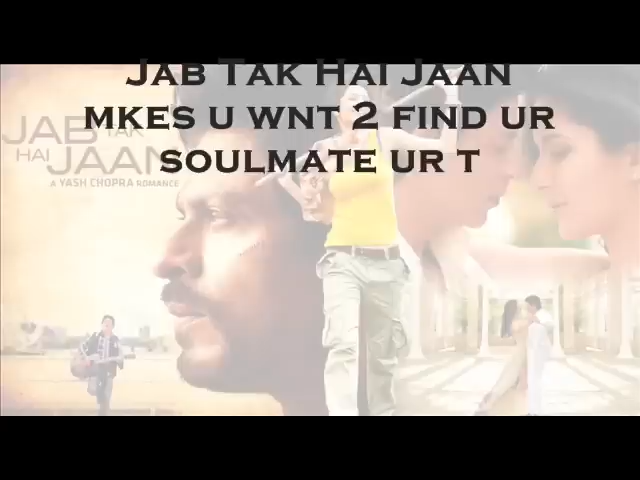 Jab Tak Hai Jaan
mkes u wnt 2 find ur
soulmate ur t
JAB TAK
HAI JAAN
A YASH CHOPRA ROMANCE